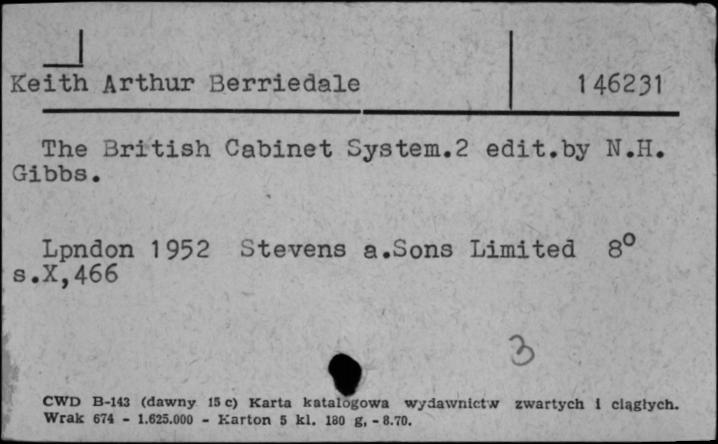 Keith Arthur Berriedale 146231
The British Cabinet System.2 edit.by N.H.
Gibbs.
Lpndon 1952 Stevens a.Sons Limited 8°
s.X,466
3
CWD B-143 (dawny 15 c) Karta katalogowa wydawnictw zwartych i ciągłych.
Wrak 674 - 1.625.000 - Karton 5 kl. 180 g, - 8.70.